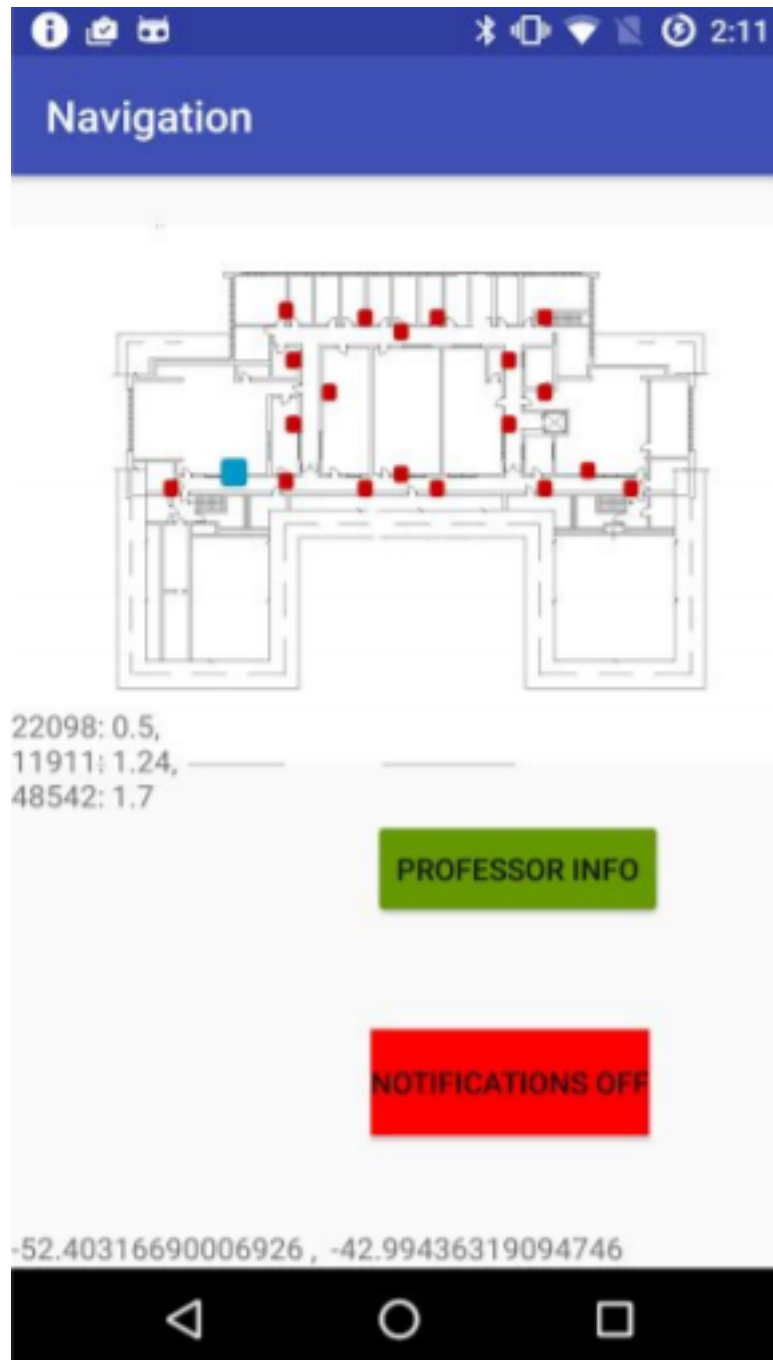 2:11
Navigation
22098: 0.5,
11911: 1.24,
48542: 1.7
PROFESSOR INFO
NOTIFICATIONS OFF
-52.40316690006926 , -42.99436319094746